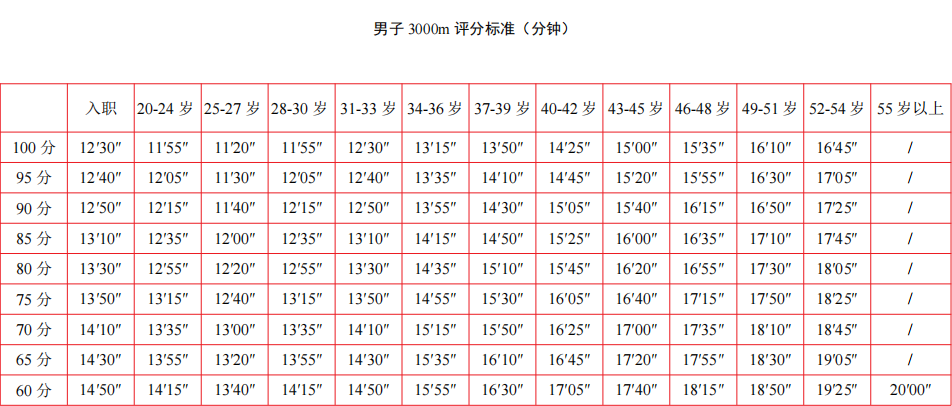 男子 3000m 评分标准（分钟）
入职 20-24 岁 25-27 岁 28-30 岁 31-33 岁 34-36 岁 37-39 岁 40-42 岁 43-45 岁 46-48 岁 49-51 岁 52-54 岁 55 岁以上
100 分 12′30″ 11′55″ 11′20″ 11′55″ 12′30″ 13′15″ 13′50″ 14′25″ 15′00″ 15′35″ 16′10″ 16′45″ /
95 分 12′40″ 12′05″ 11′30″ 12′05″ 12′40″ 13′35″ 14′10″ 14′45″ 15′20″ 15′55″ 16′30″ 17′05″ /
90 分 12′50″ 12′15″ 11′40″ 12′15″ 12′50″ 13′55″ 14′30″ 15′05″ 15′40″ 16′15″ 16′50″ 17′25″ /
85 分 13′10″ 12′35″ 12′00″ 12′35″ 13′10″ 14′15″ 14′50″ 15′25″ 16′00″ 16′35″ 17′10″ 17′45″ /
80 分 13′30″ 12′55″ 12′20″ 12′55″ 13′30″ 14′35″ 15′10″ 15′45″ 16′20″ 16′55″ 17′30″ 18′05″ /
75 分 13′50″ 13′15″ 12′40″ 13′15″ 13′50″ 14′55″ 15′30″ 16′05″ 16′40″ 17′15″ 17′50″ 18′25″ /
70 分 14′10″ 13′35″ 13′00″ 13′35″ 14′10″ 15′15″ 15′50″ 16′25″ 17′00″ 17′35″ 18′10″ 18′45″ /
65 分 14′30″ 13′55″ 13′20″ 13′55″ 14′30″ 15′35″ 16′10″ 16′45″ 17′20″ 17′55″ 18′30″ 19′05″ /
60 分 14′50″ 14′15″ 13′40″ 14′15″ 14′50″ 15′55″ 16′30″ 17′05″ 17′40″ 18′15″ 18′50″ 19′25″ 20′00″